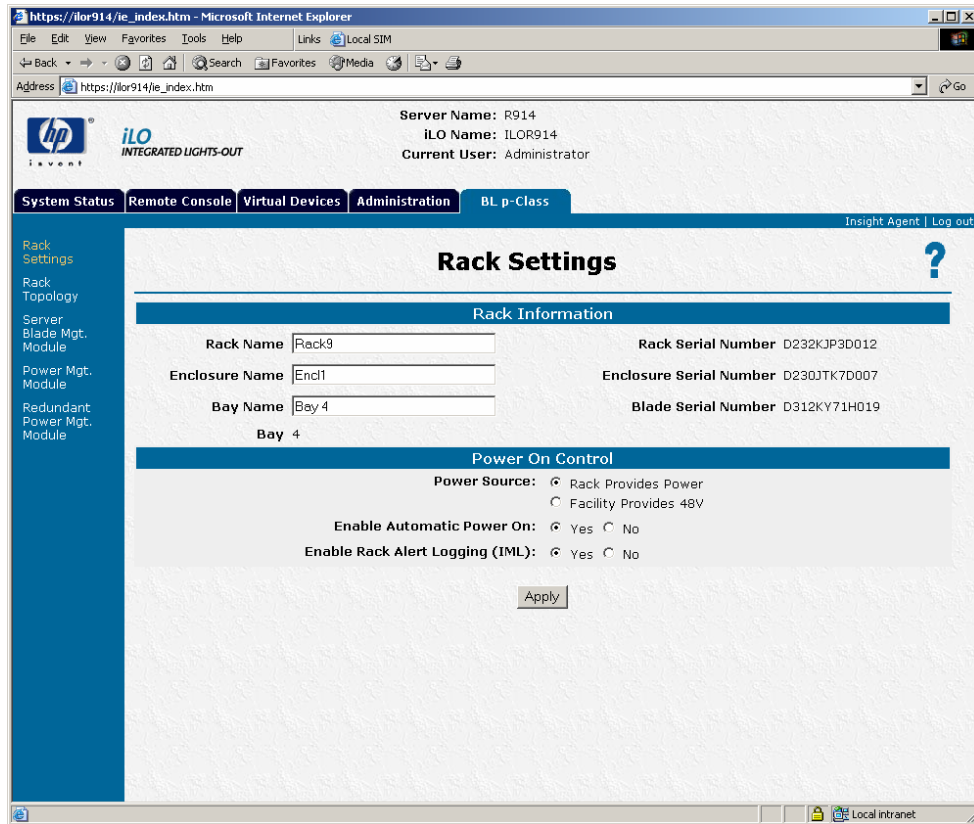 https://ilor914/ie_index.htm - Microsoft Internet Explorer
File Edit View Favorites Tools Help Links Local SIM
Back Search Favorites Media
Address https://ilor914/ie_index.htm Go
hp
invent
iLO
INTEGRATED LIGHTS-OUT
Server Name: R914
iLO Name: ILOR914
Current User: Administrator
System Status Remote Console Virtual Devices Administration BL p-Class
Insight Agent | Log out
Rack
Settings
Rack
Topology
Server
Blade Mgt.
Module
Power Mgt.
Module
Redundant
Power Mgt.
Module
Rack Settings ?
Rack Information
Rack Name Rack9 Rack Serial Number D232KJP3D012
Enclosure Name Encl1 Enclosure Serial Number D230JTK7D007
Bay Name Bay 4 Blade Serial Number D312KY71H019
Bay 4
Power On Control
Power Source: Rack Provides Power
Facility Provides 48V
Enable Automatic Power On: Yes No
Enable Rack Alert Logging (IML): Yes No
Apply
Local intranet